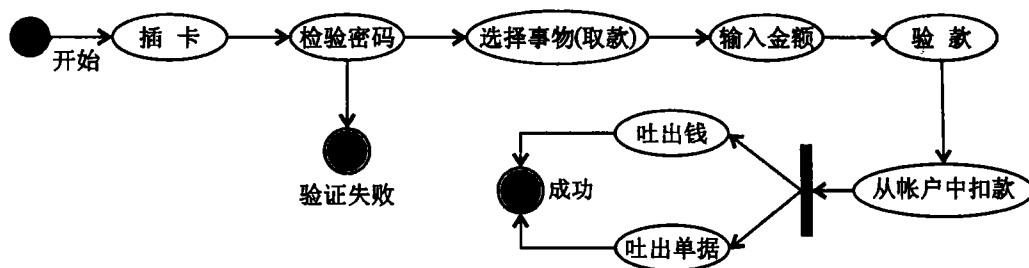 开始
插 卡
检验密码
选择事物(取款)
输入金额
验 款
验证失败
吐出钱
成功
从帐户中扣款
吐出单据